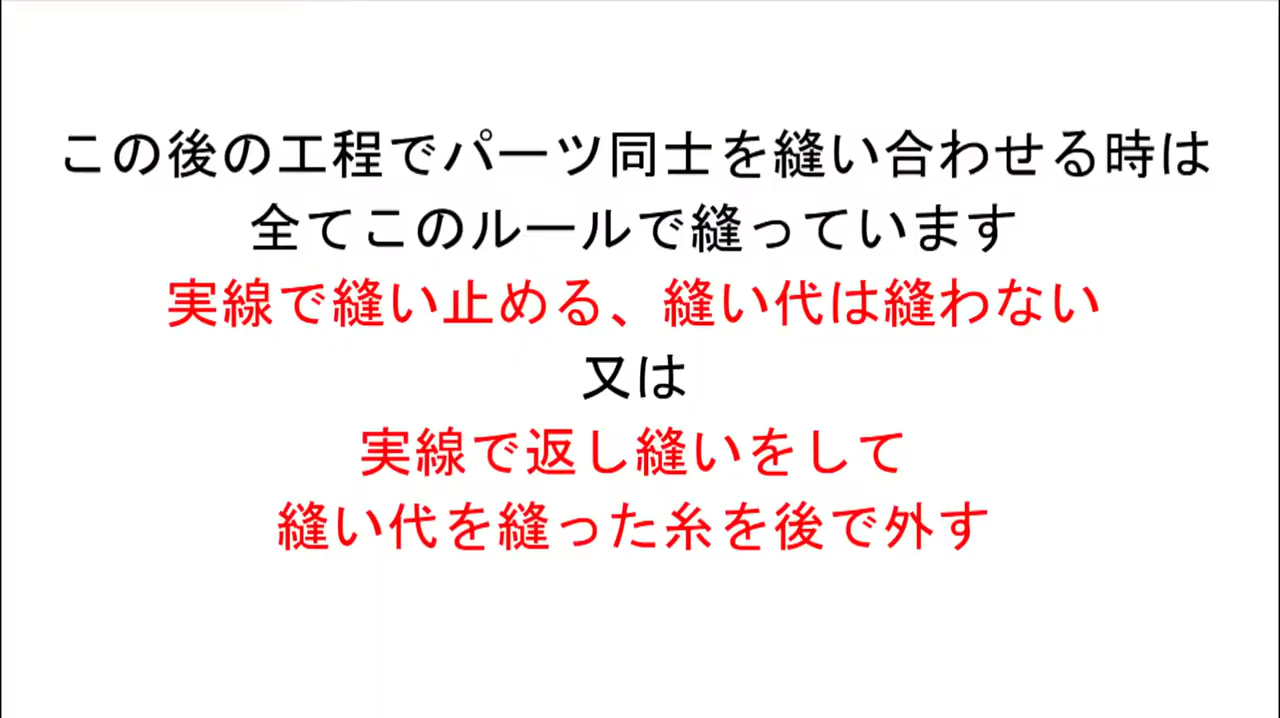 この後の工程でパーツ同士を縫い合わせる時は
全てこのルールで縫っています
実線で縫い止める、縫い代は縫わない
又は
実線で返し縫いをして
縫い代を縫った糸を後で外す